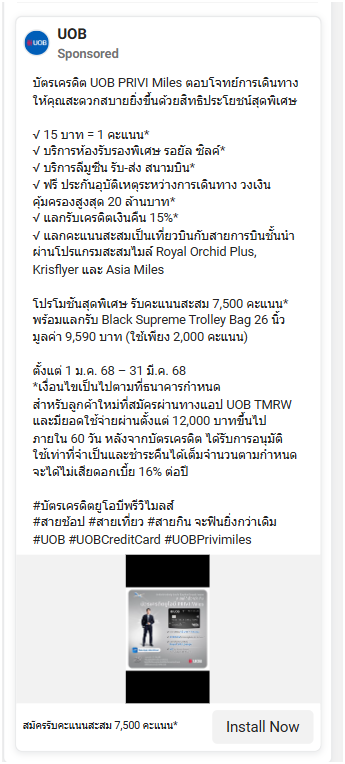 UOB
UOB
Sponsored
บัตรเครดิต UOB PRIVI Miles ตอบโจทย์การเดินทาง
ให้คุณสะดวกสบายยิ่งขึ้นด้วยสิทธิประโยชน์สุดพิเศษ
√ 15 บาท = 1 คะแนน*
√ บริการห้องรับรองพิเศษ รอยัล ซิลค์*
√ บริการลีมูซีน รับ-ส่ง สนามบิน*
√ ฟรี ประกันอุบัติเหตุระหว่างการเดินทาง วงเงิน
คุ้มครองสูงสุด 20 ล้านบาท*
√ แลกรับเครดิตเงินคืน 15%*
√ แลกคะแนนสะสมเป็นเที่ยวบินกับสายการบินชั้นนำ
ผ่านโปรแกรมสะสมไมล์ Royal Orchid Plus,
Krisflyer และ Asia Miles
โปรโมชันสุดพิเศษ รับคะแนนสะสม 7,500 คะแนน*
พร้อมแลกรับ Black Supreme Trolley Bag 26 นิ้ว
มูลค่า 9,590 บาท (ใช้เพียง 2,000 คะแนน)
ตั้งแต่ 1 ม.ค. 68 – 31 มี.ค. 68
*เงื่อนไขเป็นไปตามที่ธนาคารกำหนด
สำหรับลูกค้าใหม่ที่สมัครผ่านทางแอป UOB TMRW
และมียอดใช้จ่ายตั้งแต่ 12,000 บาทขึ้นไป
ภายใน 60 วัน หลังจากบัตรเครดิต ได้รับการอนุมัติ
ใช้เท่าที่จำเป็นและชำระคืนได้เต็มจำนวนตามกำหนด
จะได้ไม่เสียดอกเบี้ย 16% ต่อปี
#บัตรเครดิตยูโอบีพรีวิไมลส์
#สายช้อป #สายเที่ยว #สายกิน จะฟินยิ่งกว่าเดิม
#UOB #UOBCreditCard #UOBPrivimiles
UOB
สมัครรับคะแนนสะสม 7,500 คะแนน*
Install Now